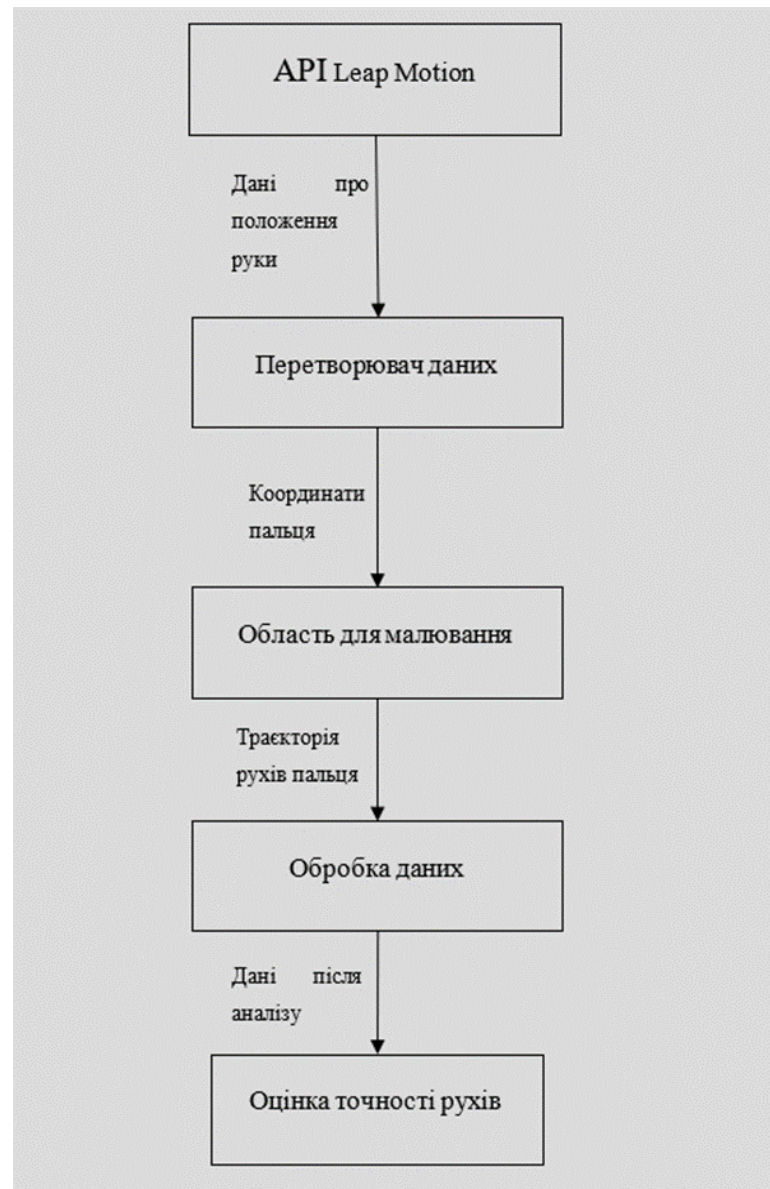 API Leap Motion
Дані про
положення
руки
Перетворювач даних
Координати
пальця
Область для малювання
Траєкторія
рухів пальця
Обробка даних
Дані після
аналізу
Оцінка точності рухів